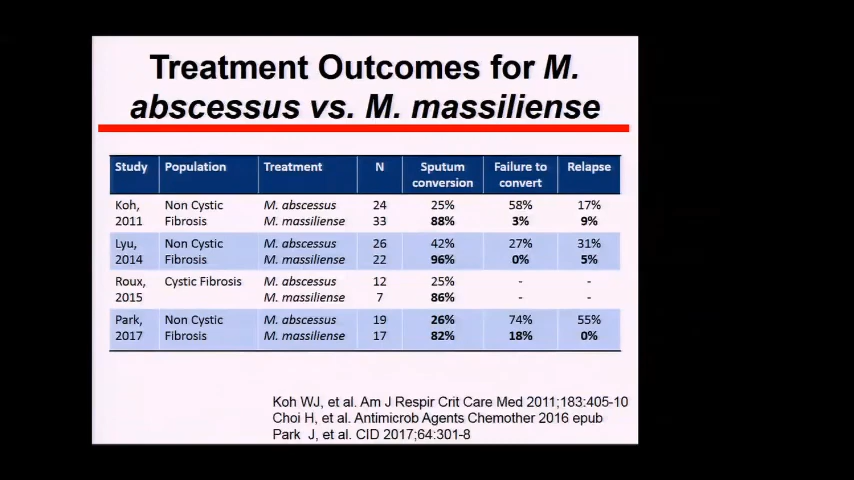 Treatment Outcomes for M.
abscessus vs. M. massiliense
Study Population Treatment N Sputum conversion Failure to convert Relapse
Koh, 2011 Non Cystic Fibrosis M. abscessus 24 25% 58% 17%
M. massiliense 33 88% 3% 9%
Lyu, 2014 Non Cystic Fibrosis M. abscessus 26 42% 27% 31%
M. massiliense 22 96% 0% 5%
Roux, 2015 Cystic Fibrosis M. abscessus 12 25% - -
M. massiliense 7 86% - -
Park, 2017 Non Cystic Fibrosis M. abscessus 19 26% 74% 55%
M. massiliense 17 82% 18% 0%
Koh WJ, et al. Am J Respir Crit Care Med 2011;183:405-10
Choi H, et al. Antimicrob Agents Chemother 2016 epub
Park J, et al. CID 2017;64:301-8